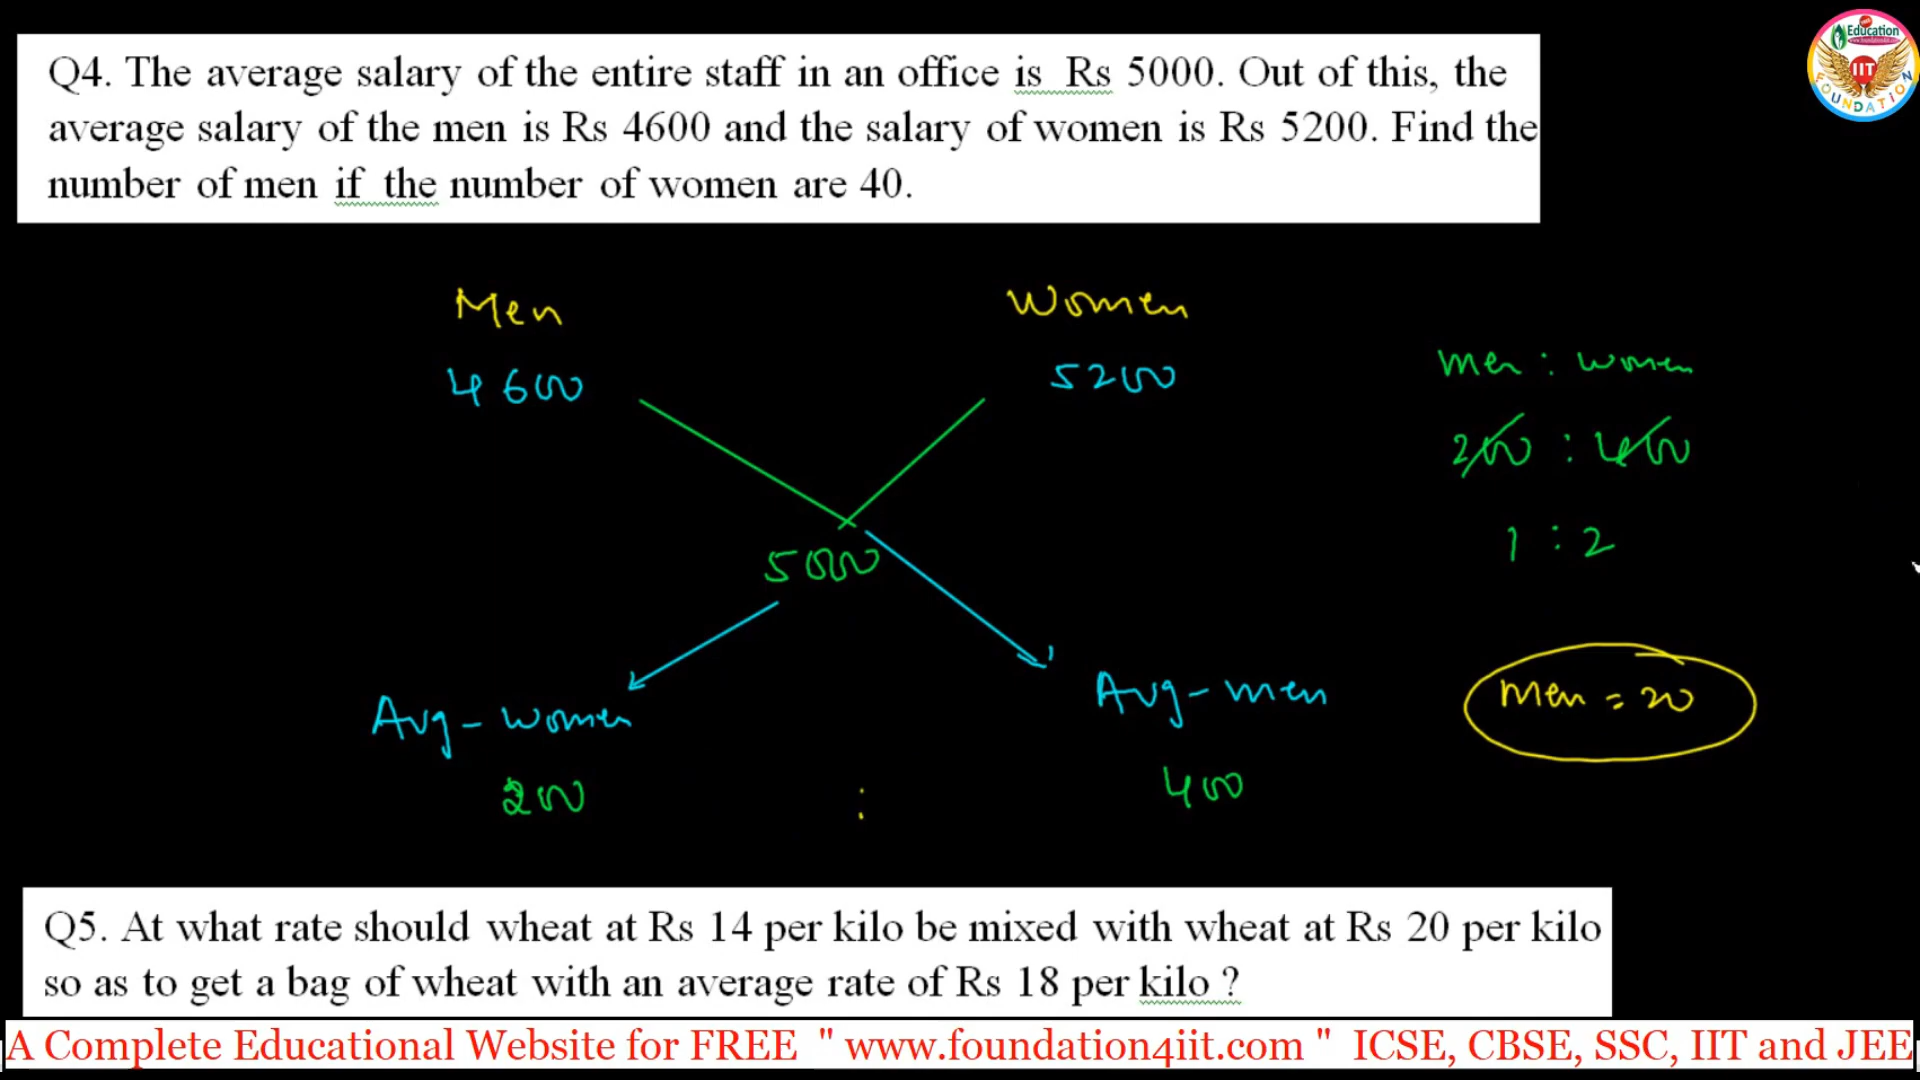 Education
IIT
FOUNDATION
Q4. The average salary of the entire staff in an office is Rs 5000. Out of this, the
average salary of the men is Rs 4600 and the salary of women is Rs 5200. Find the
number of men if the number of women are 40.
Men
Women
4600
5200
men : women
200 : 400
1 : 2
5000
Avg - women
Avg - men
men = 20
200 : 400
Q5. At what rate should wheat at Rs 14 per kilo be mixed with wheat at Rs 20 per kilo
so as to get a bag of wheat with an average rate of Rs 18 per kilo ?
A Complete Educational Website for FREE " www.foundation4iit.com " ICSE, CBSE, SSC, IIT and JEE